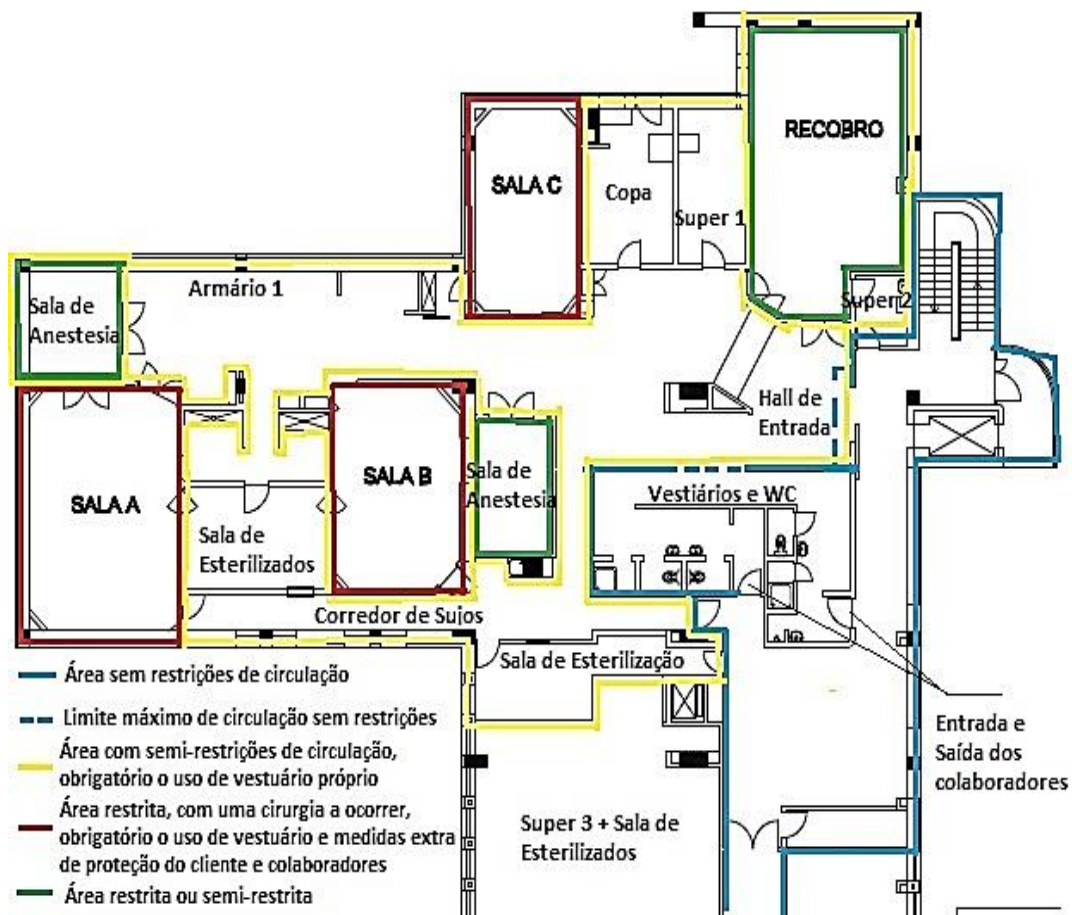 RECOBRO
SALA C
Copa
Super 1
Armário 1
Super 2
Sala de
Anestesia
Hall de
Entrada
SALA A
SALA B
Sala de
Anestesia
Vestiários e WC
Sala de
Esterilizados
Corredor de Sujos
Sala de Esterilização
Área sem restrições de circulação
Limite máximo de circulação sem restrições
Área com semi-restrições de circulação,
obrigatório o uso de vestuário próprio
Área restrita, com uma cirurgia a ocorrer,
obrigatório o uso de vestuário e medidas extra
de proteção do cliente e colaboradores
Área restrita ou semi-restrita
Super 3 + Sala de
Esterilizados
Entrada e
Saída dos
colaboradores